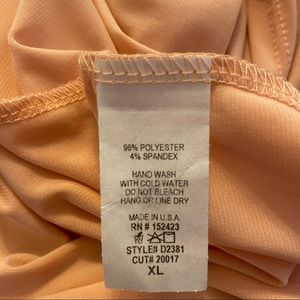 96% POLYESTER
4% SPANDEX
HAND WASH
WITH COLD WATER
DO NOT BLEACH
HANG OR LINE DRY
MADE IN U.S.A.
RN # 152423
STYLE# D2381
CUT# 20017
XL